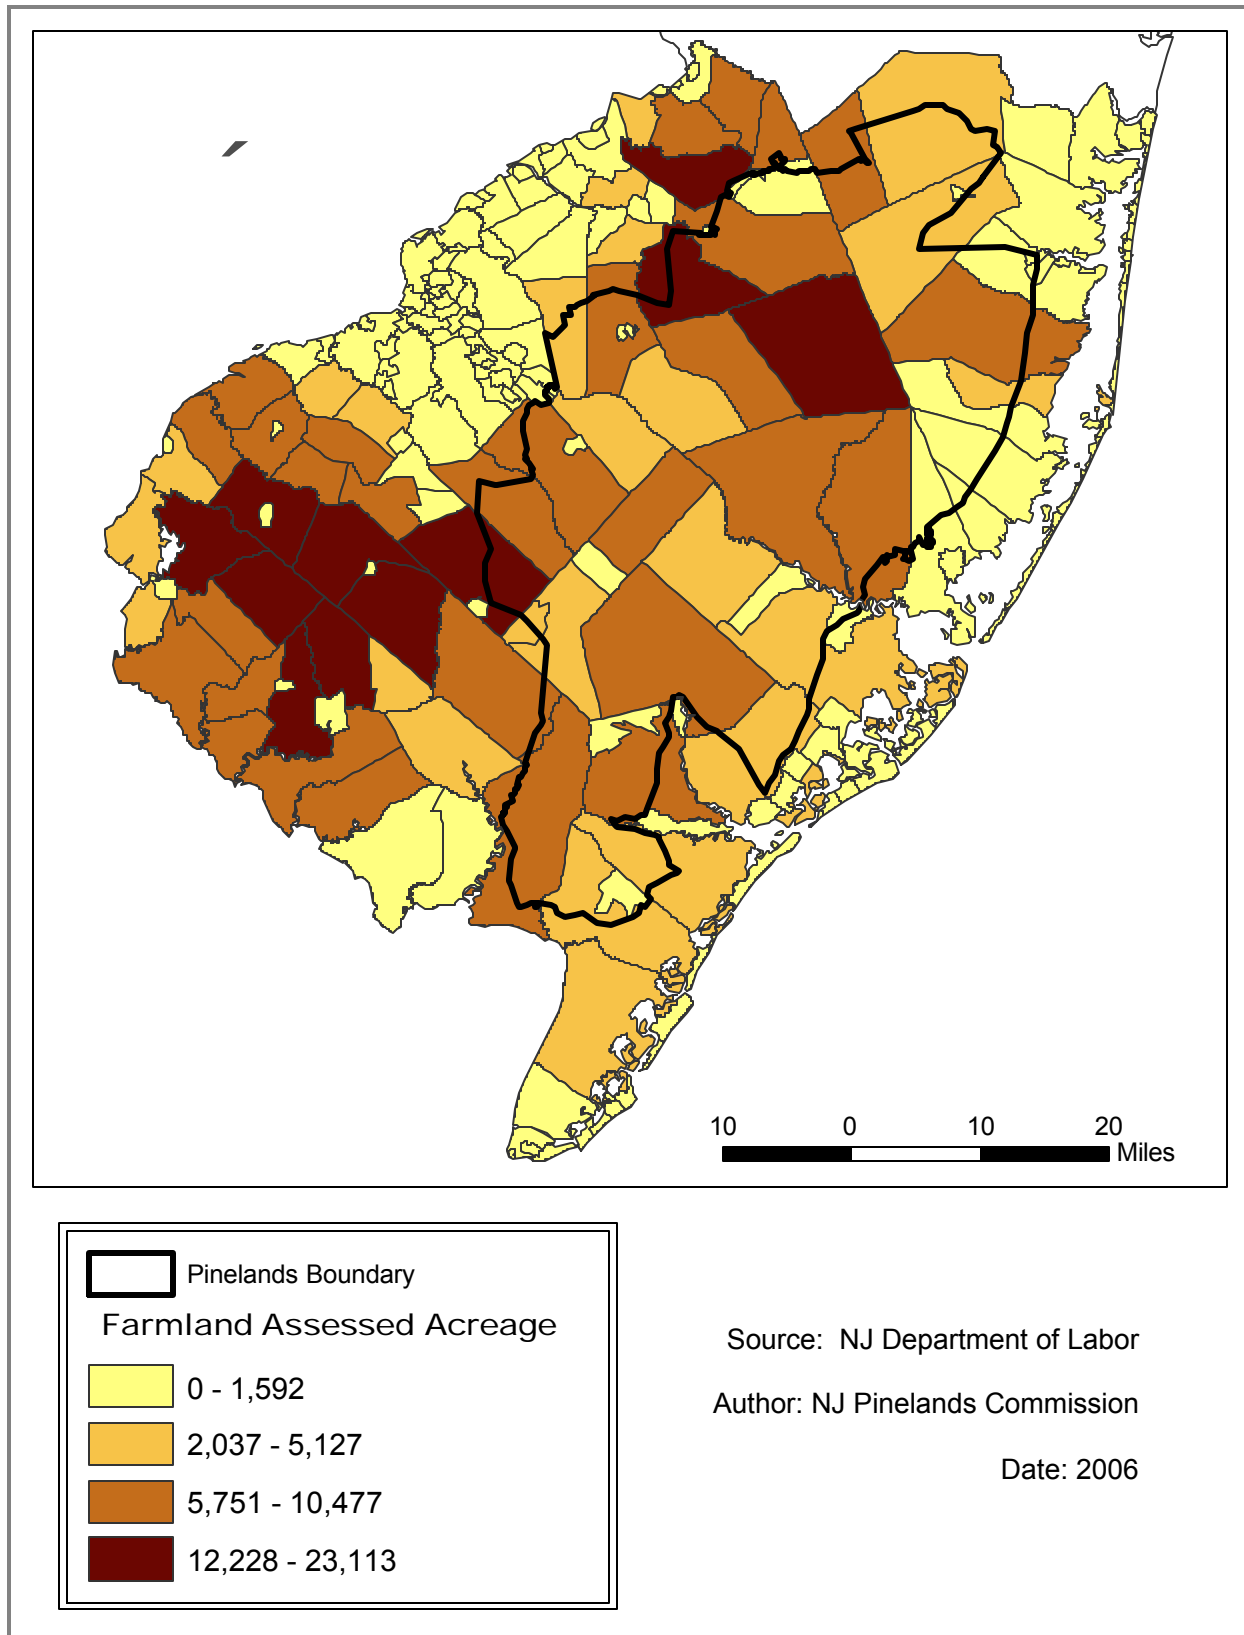 10 0 10 20
Miles
Pinelands Boundary
Farmland Assessed Acreage
0 - 1,592
2,037 - 5,127
5,751 - 10,477
12,228 - 23,113
Source: NJ Department of Labor
Author: NJ Pinelands Commission
Date: 2006